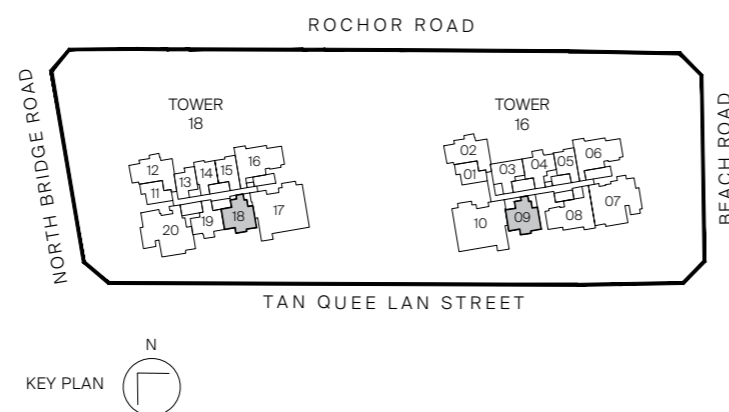 ROCHOR ROAD
NORTH BRIDGE ROAD
BEACH ROAD
TOWER
18
12
11
13
14
15
16
20
19
18
17
TOWER
16
02
01
03
04
05
06
10
09
08
07
TAN QUEE LAN STREET
N
KEY PLAN